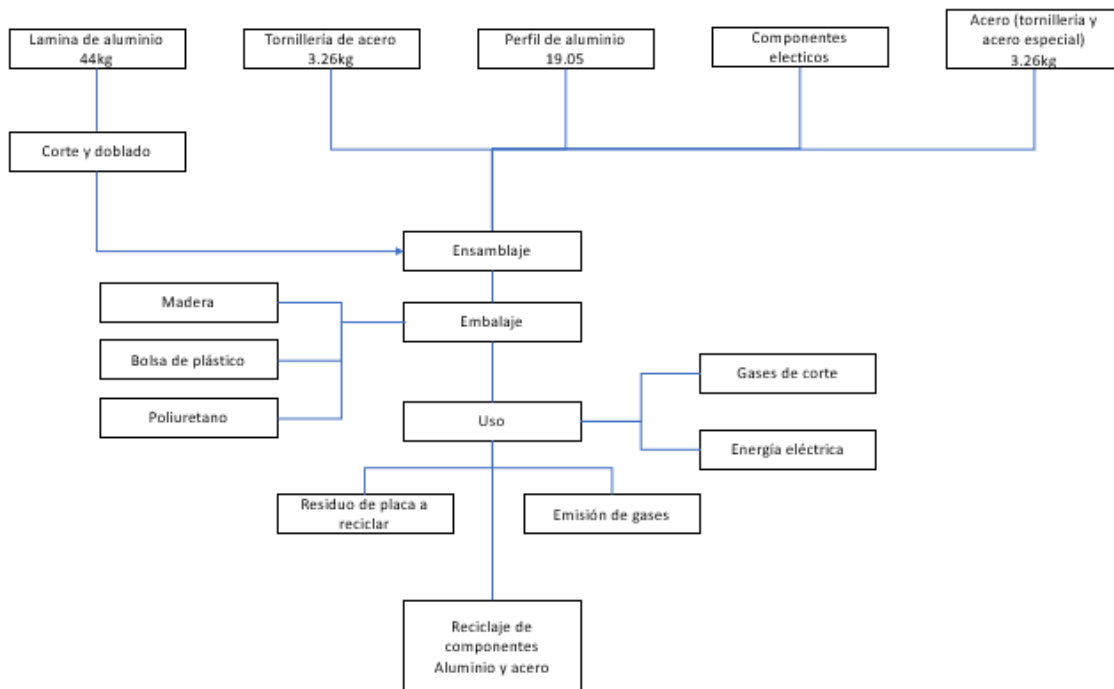 Lamina de aluminio
44kg
Tornillería de acero
3.26kg
Perfil de aluminio
19.05
Componentes
electicos
Acero (tornillería y
acero especial)
3.26kg
Corte y doblado
Ensamblaje
Madera
Embalaje
Bolsa de plástico
Gases de corte
Poliuretano
Uso
Energía eléctrica
Residuo de placa a
reciclar
Emisión de gases
Reciclaje de
componentes
Aluminio y acero